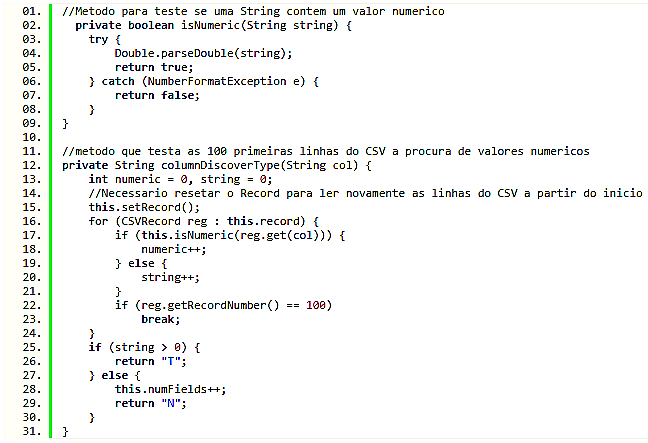 01. //Metodo para teste se uma String contem um valor numerico
02. private boolean isNumeric(String string) {
03. try {
04. Double.parseDouble(string);
05. return true;
06. } catch (NumberFormatException e) {
07. return false;
08. }
09. }
10.
11. //metodo que testa as 100 primeiras linhas do CSV a procura de valores numericos
12. private String columnDiscoverType(String col) {
13. int numeric = 0, string = 0;
14. //Necessario resetar o Record para ler novamente as linhas do CSV a partir do inicio
15. this.setRecord();
16. for (CSVRecord reg : this.record) {
17. if (this.isNumeric(reg.get(col))) {
18. numeric++;
19. } else {
20. string++;
21. }
22. if (reg.getRecordNumber() == 100)
23. break;
24. }
25. if (string > 0) {
26. return "T";
27. } else {
28. this.numFields++;
29. return "N";
30. }
31. }